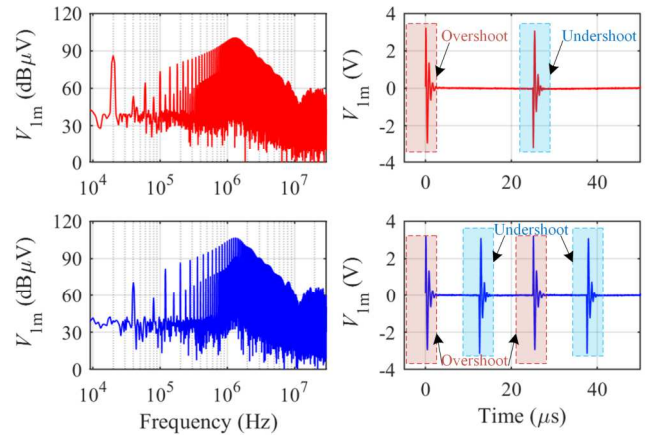 120
90
60
30
0
V1m (dBμV)
10^4 10^5 10^6 10^7
4
2
0
-2
-4
V1m (V)
Overshoot Undershoot
0 20 40
120
90
60
30
0
V1m (dBμV)
10^4 10^5 10^6 10^7
Frequency (Hz)
4
2
0
-2
-4
V1m (V)
Undershoot
Overshoot
0 20 40
Time (μs)